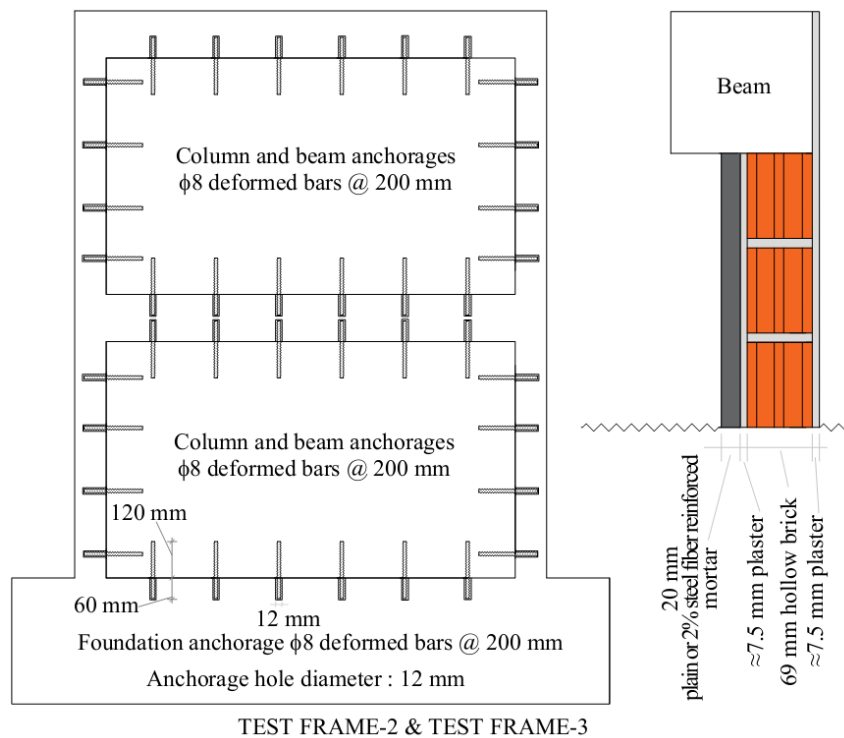 Column and beam anchorages
ϕ8 deformed bars @ 200 mm
Column and beam anchorages
ϕ8 deformed bars @ 200 mm
120 mm
60 mm
12 mm
Foundation anchorage ϕ8 deformed bars @ 200 mm
Anchorage hole diameter : 12 mm
Beam
20 mm
plain or 2% steel fiber reinforced
mortar
≈7.5 mm plaster
69 mm hollow brick
≈7.5 mm plaster
TEST FRAME-2 & TEST FRAME-3